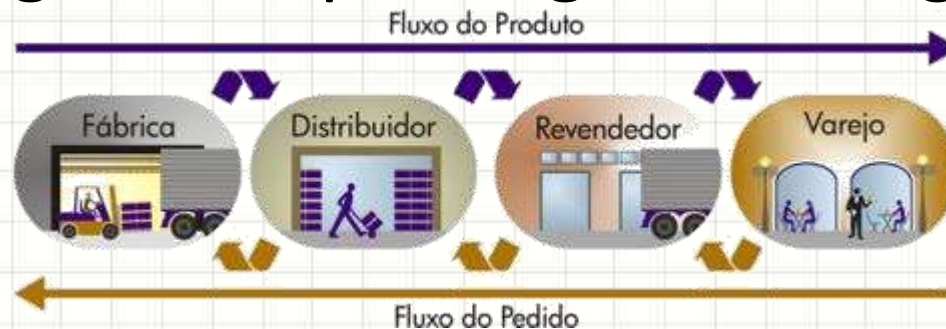 Fluxo do Produto
Fábrica
Distribuidor
Revendedor
Varejo
Fluxo do Pedido